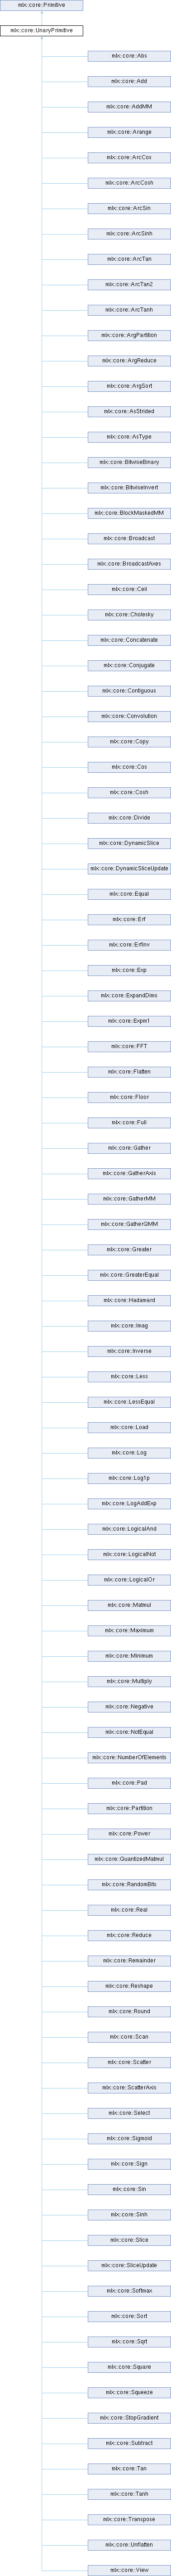 mlx::core::Primitive
mlx::core::UnaryPrimitive
mlx::core::Abs
mlx::core::Add
mlx::core::AddMM
mlx::core::Arange
mlx::core::ArcCos
mlx::core::ArcCosh
mlx::core::ArcSin
mlx::core::ArcSinh
mlx::core::ArcTan
mlx::core::ArcTan2
mlx::core::ArcTanh
mlx::core::ArgPartition
mlx::core::ArgReduce
mlx::core::ArgSort
mlx::core::AsStrided
mlx::core::AsType
mlx::core::BitwiseBinary
mlx::core::BitwiseInvert
mlx::core::BlockMaskedMM
mlx::core::Broadcast
mlx::core::BroadcastAxes
mlx::core::Ceil
mlx::core::Cholesky
mlx::core::Concatenate
mlx::core::Conjugate
mlx::core::Contiguous
mlx::core::Convolution
mlx::core::Copy
mlx::core::Cos
mlx::core::Cosh
mlx::core::Divide
mlx::core::DynamicSlice
mlx::core::DynamicSliceUpdate
mlx::core::Equal
mlx::core::Erf
mlx::core::ErfInv
mlx::core::Exp
mlx::core::ExpandDims
mlx::core::Expm1
mlx::core::FFT
mlx::core::Flatten
mlx::core::Floor
mlx::core::Full
mlx::core::Gather
mlx::core::GatherAxis
mlx::core::GatherMM
mlx::core::GatherQMM
mlx::core::Greater
mlx::core::GreaterEqual
mlx::core::Hadamard
mlx::core::Imag
mlx::core::Inverse
mlx::core::Less
mlx::core::LessEqual
mlx::core::Load
mlx::core::Log
mlx::core::Log1p
mlx::core::LogAddExp
mlx::core::LogicalAnd
mlx::core::LogicalNot
mlx::core::LogicalOr
mlx::core::Matmul
mlx::core::Maximum
mlx::core::Minimum
mlx::core::Multiply
mlx::core::Negative
mlx::core::NotEqual
mlx::core::NumberOfElements
mlx::core::Pad
mlx::core::Partition
mlx::core::Power
mlx::core::QuantizedMatmul
mlx::core::RandomBits
mlx::core::Real
mlx::core::Reduce
mlx::core::Remainder
mlx::core::Reshape
mlx::core::Round
mlx::core::Scan
mlx::core::Scatter
mlx::core::ScatterAxis
mlx::core::Select
mlx::core::Sigmoid
mlx::core::Sign
mlx::core::Sin
mlx::core::Sinh
mlx::core::Slice
mlx::core::SliceUpdate
mlx::core::Softmax
mlx::core::Sort
mlx::core::Sqrt
mlx::core::Square
mlx::core::Squeeze
mlx::core::StopGradient
mlx::core::Subtract
mlx::core::Tan
mlx::core::Tanh
mlx::core::Transpose
mlx::core::Unflatten
mlx::core::View